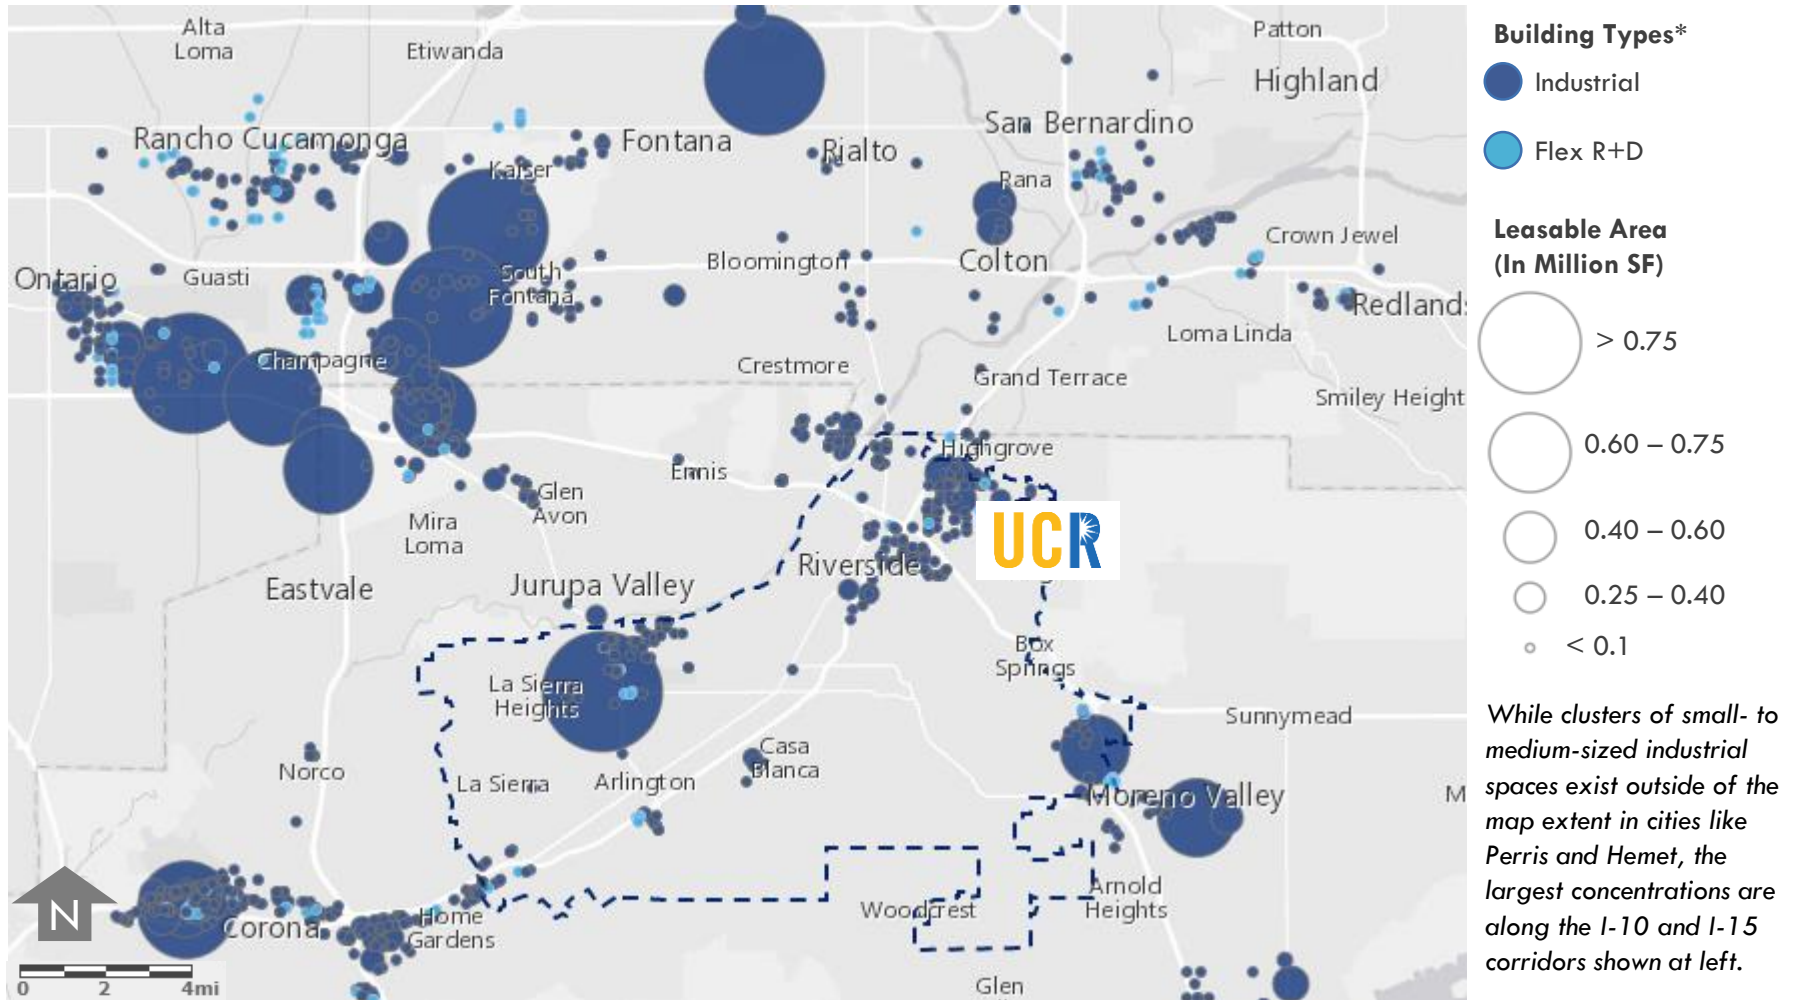 Alta
Loma
Etiwanda
Patton
Highland
Rancho Cucamonga
Fontana
Rialto
San Bernardino
Kaiser
Rana
Ontario
Guasti
South
Fontana
Bloomington
Colton
Crown Jewel
Redlands
Loma Linda
Champagne
Crestmore
Grand Terrace
Smiley Height
Highgrove
Ennis
Glen
Avon
Mira
Loma
UCR
Riverside
Eastvale
Jurupa Valley
Box
Springs
La Sierra
Heights
Sunnymead
Casa
Blanca
Norco
La Sierra
Arlington
Moreno Valley
M
Arnold
Heights
Woodcrest
Corona
Home
Gardens
Glen
N
0 2 4mi
Building Types*
Industrial
Flex R+D
Leasable Area
(In Million SF)
> 0.75
0.60 – 0.75
0.40 – 0.60
0.25 – 0.40
< 0.1
While clusters of small- to
medium-sized industrial
spaces exist outside of the
map extent in cities like
Perris and Hemet, the
largest concentrations are
along the I-10 and I-15
corridors shown at left.